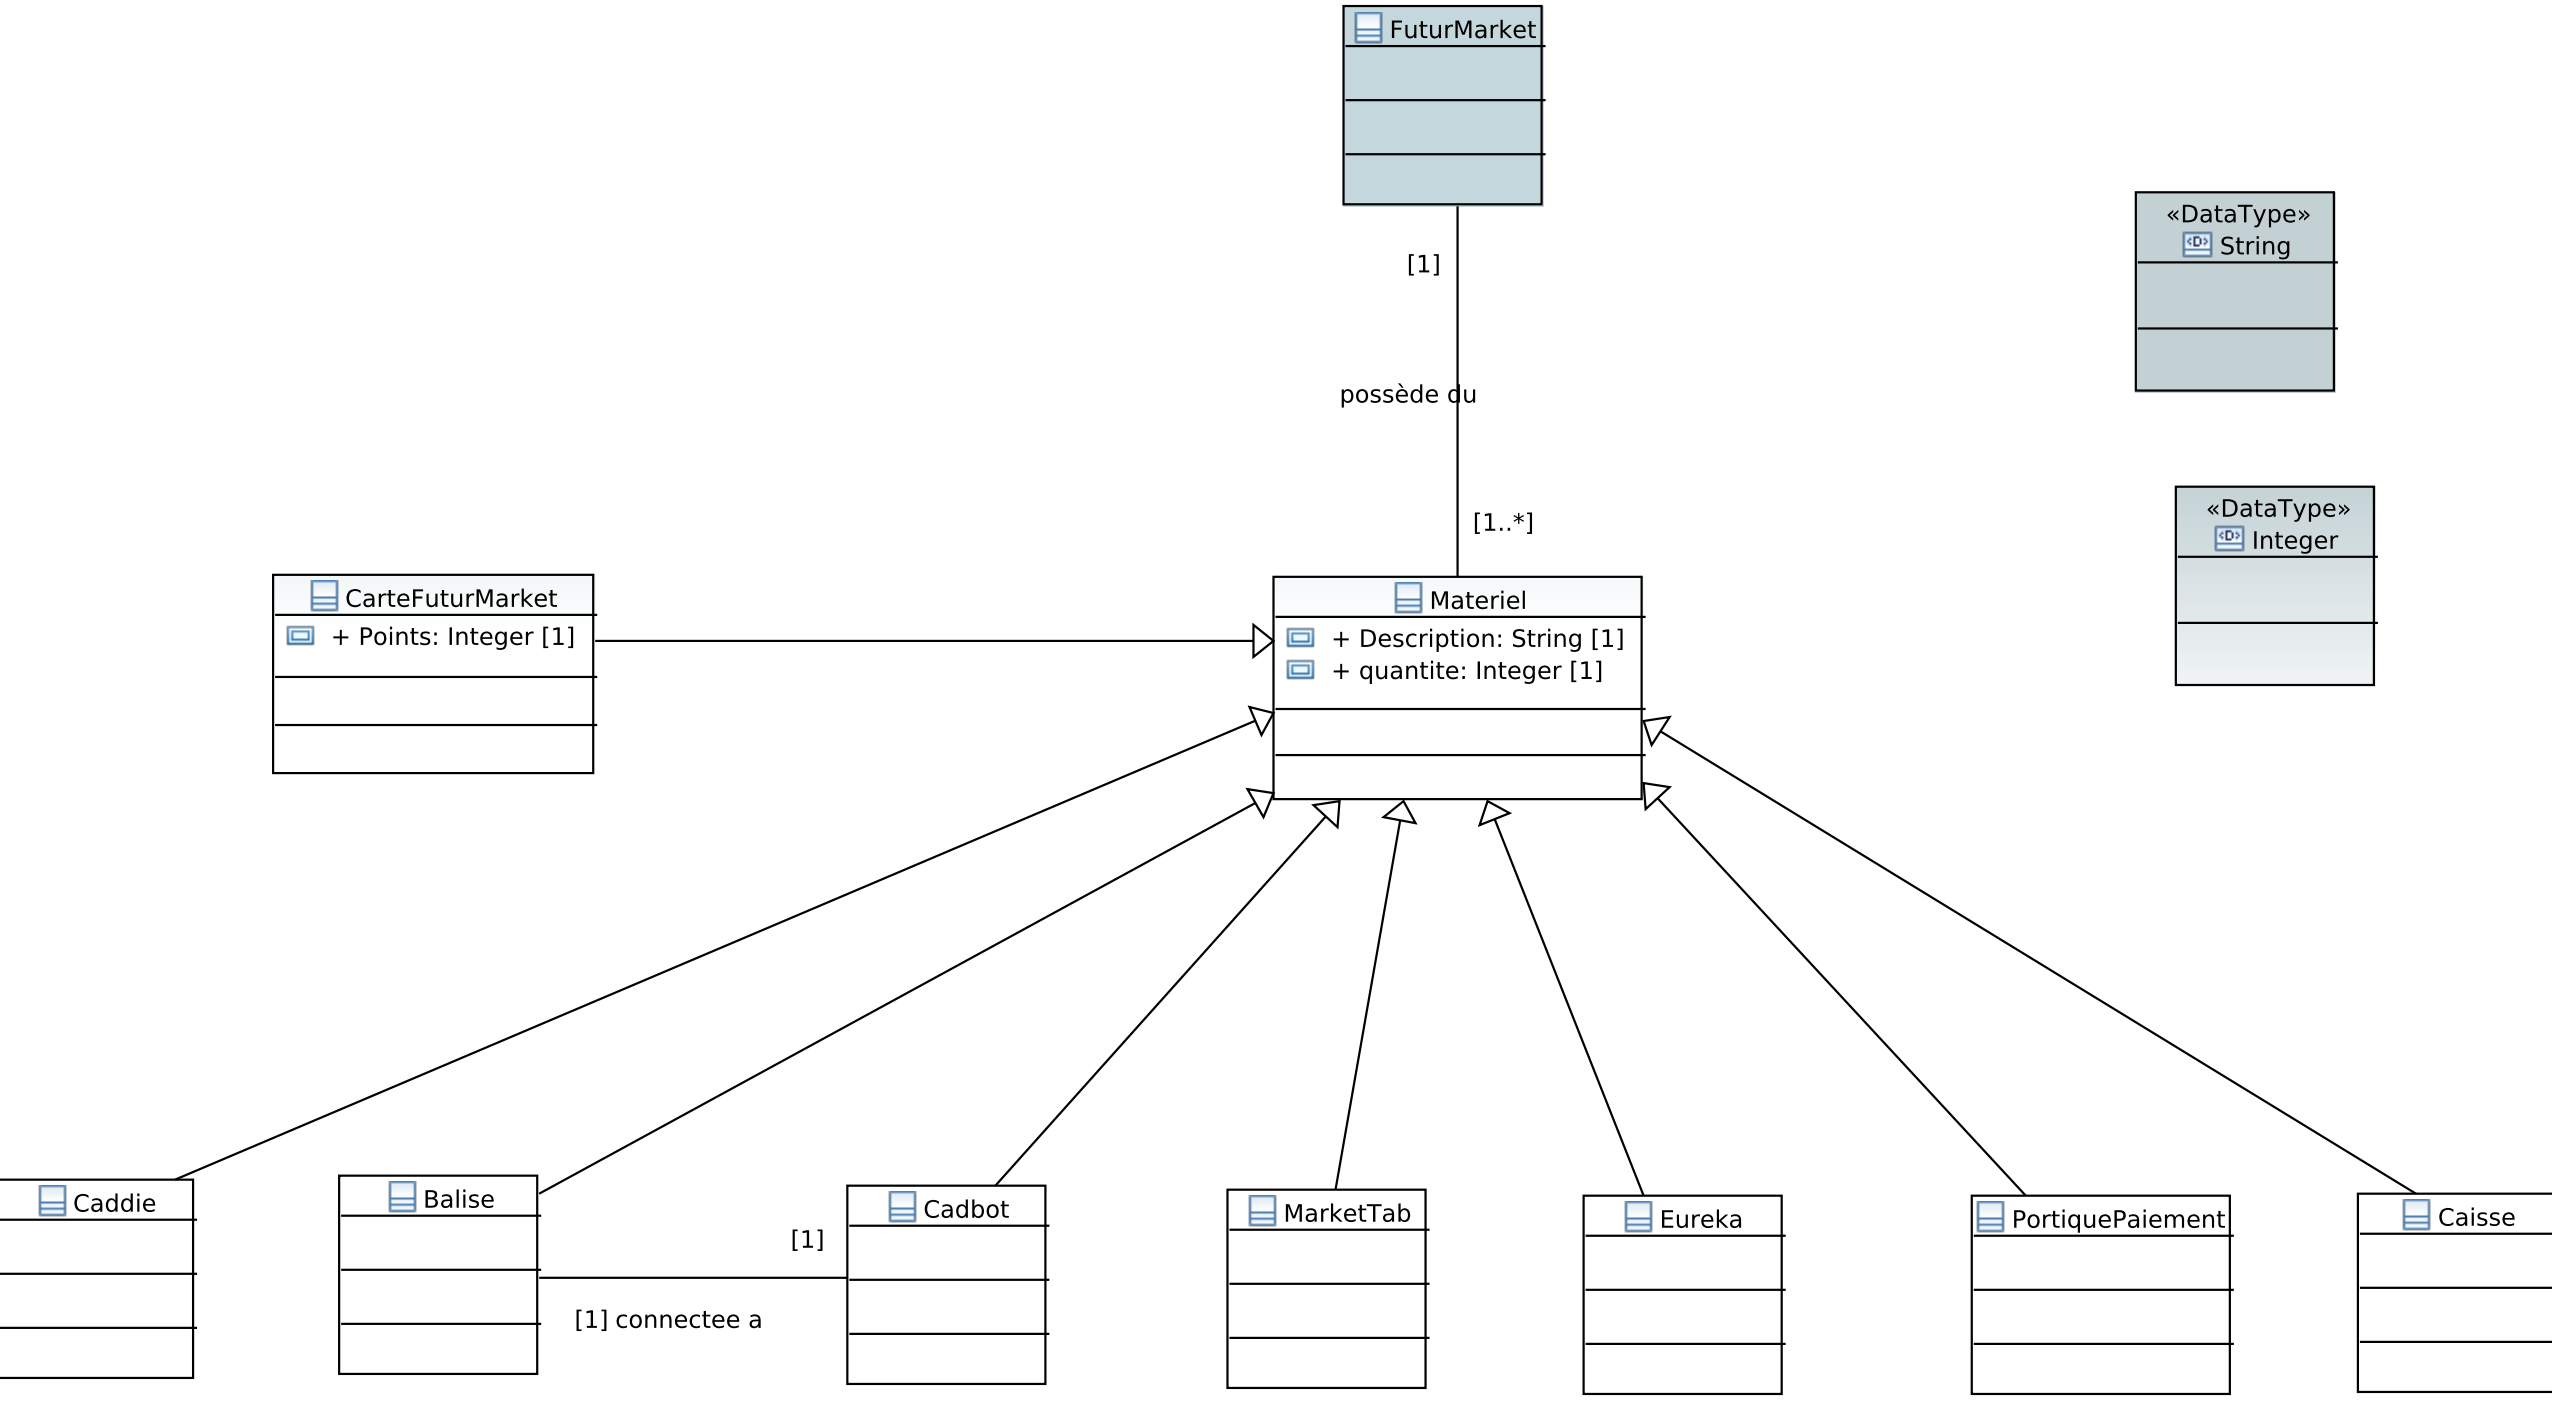 FuturMarket
«DataType»
String
[1]
possède du
[1..*]
«DataType»
Integer
CarteFuturMarket
+ Points: Integer [1]
Materiel
+ Description: String [1]
+ quantite: Integer [1]
Caddie
Balise
Cadbot
MarketTab
Eureka
PortiquePaiement
Caisse
[1]
[1] connectee a